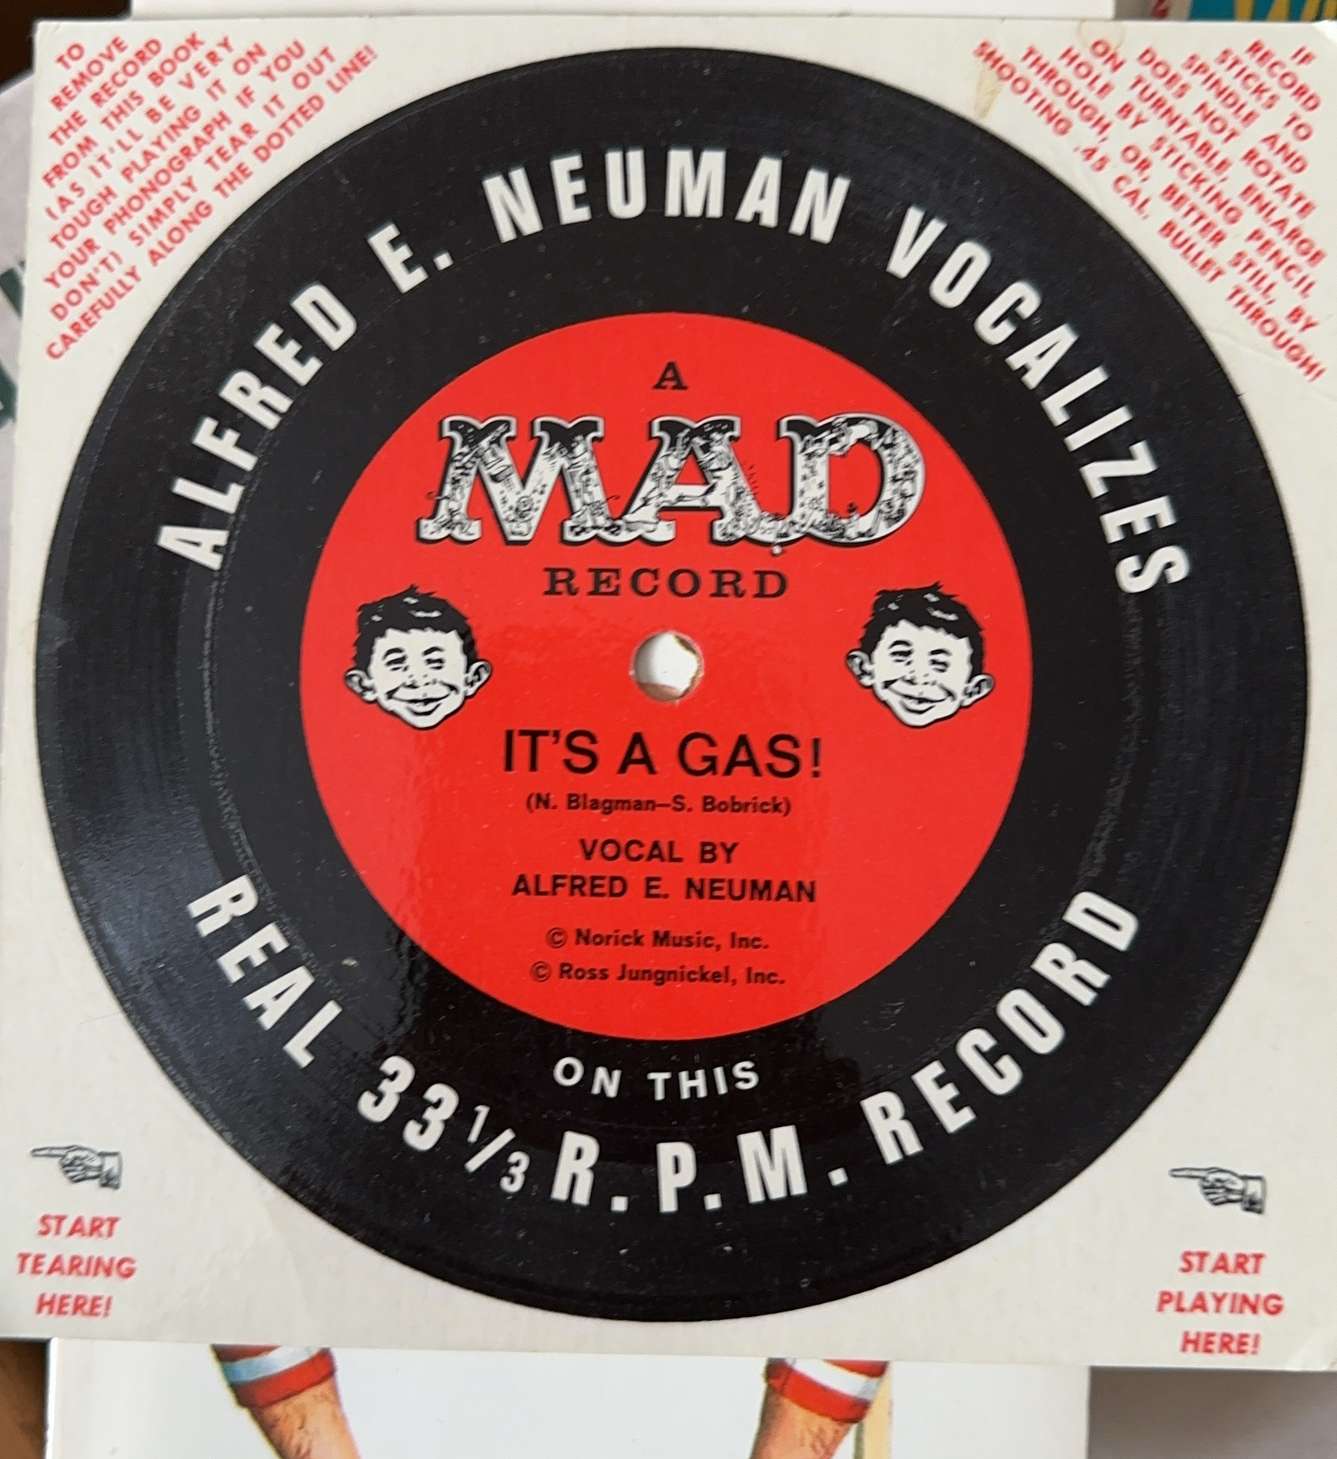 TO
REMOVE
THE RECORD
FROM THIS BOOK
(AS IT'LL BE VERY
TOUGH PLAYING IT ON
YOUR PHONOGRAPH IF YOU
DON'T) SIMPLY TEAR IT OUT
CAREFULLY ALONG THE DOTTED LINE!
IF
RECORD
STICKS TO
SPINDLE AND
DOES NOT ROTATE
ON TURNTABLE, ENLARGE
HOLE BY STICKING PENCIL
THROUGH, OR, BETTER STILL, BY
SHOOTING .45 CAL. BULLET THROUGH!
ALFRED E. NEUMAN VOCALIZES
A
MAD
RECORD
IT'S A GAS!
(N. Blagman—S. Bobrick)
VOCAL BY
ALFRED E. NEUMAN
© Norick Music, Inc.
© Ross Jungnickel, Inc.
ON THIS
REAL 33 1/3 R.P.M. RECORD
START
TEARING
HERE!
START
PLAYING
HERE!